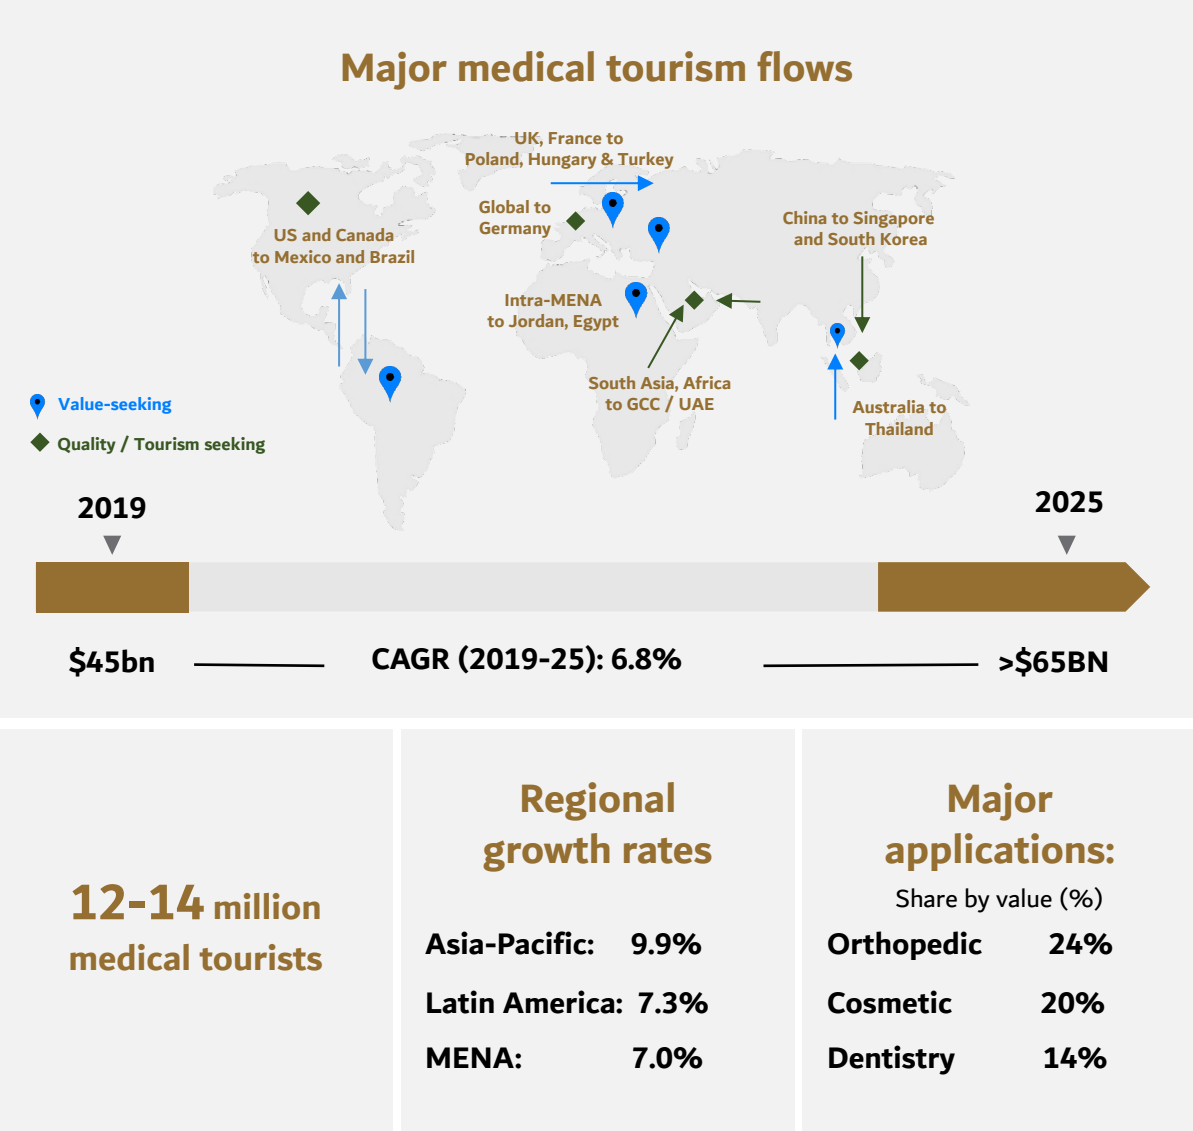 Major medical tourism flows
UK, France to
Poland, Hungary & Turkey
Global to
Germany
China to Singapore
and South Korea
US and Canada
to Mexico and Brazil
Intra-MENA
to Jordan, Egypt
South Asia, Africa
to GCC / UAE
Australia to
Thailand
Value-seeking
Quality / Tourism seeking
2019
2025
$45bn
CAGR (2019-25): 6.8%
>$65BN
12-14 million
medical tourists
Regional
growth rates
Asia-Pacific: 9.9%
Latin America: 7.3%
MENA: 7.0%
Major
applications:
Share by value (%)
Orthopedic 24%
Cosmetic 20%
Dentistry 14%